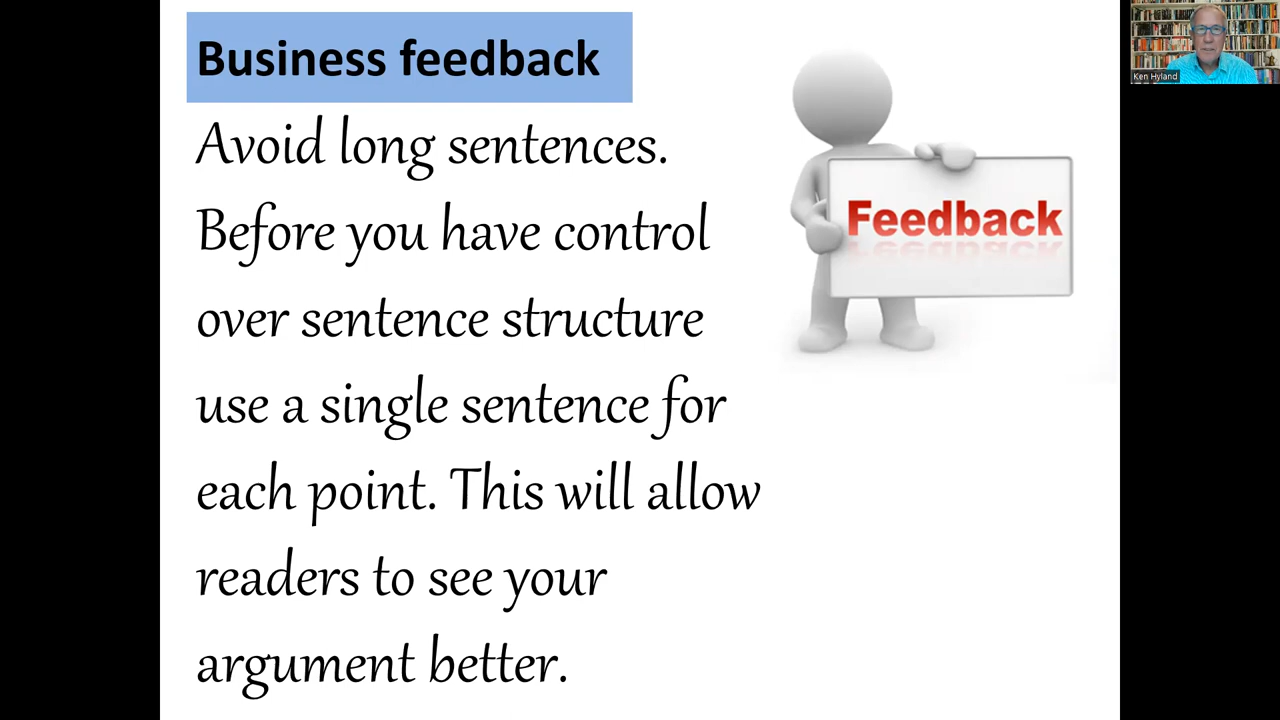 Business feedback
Avoid long sentences.
Before you have control
over sentence structure
use a single sentence for
each point. This will allow
readers to see your
argument better.
Feedback
Ken Hyland